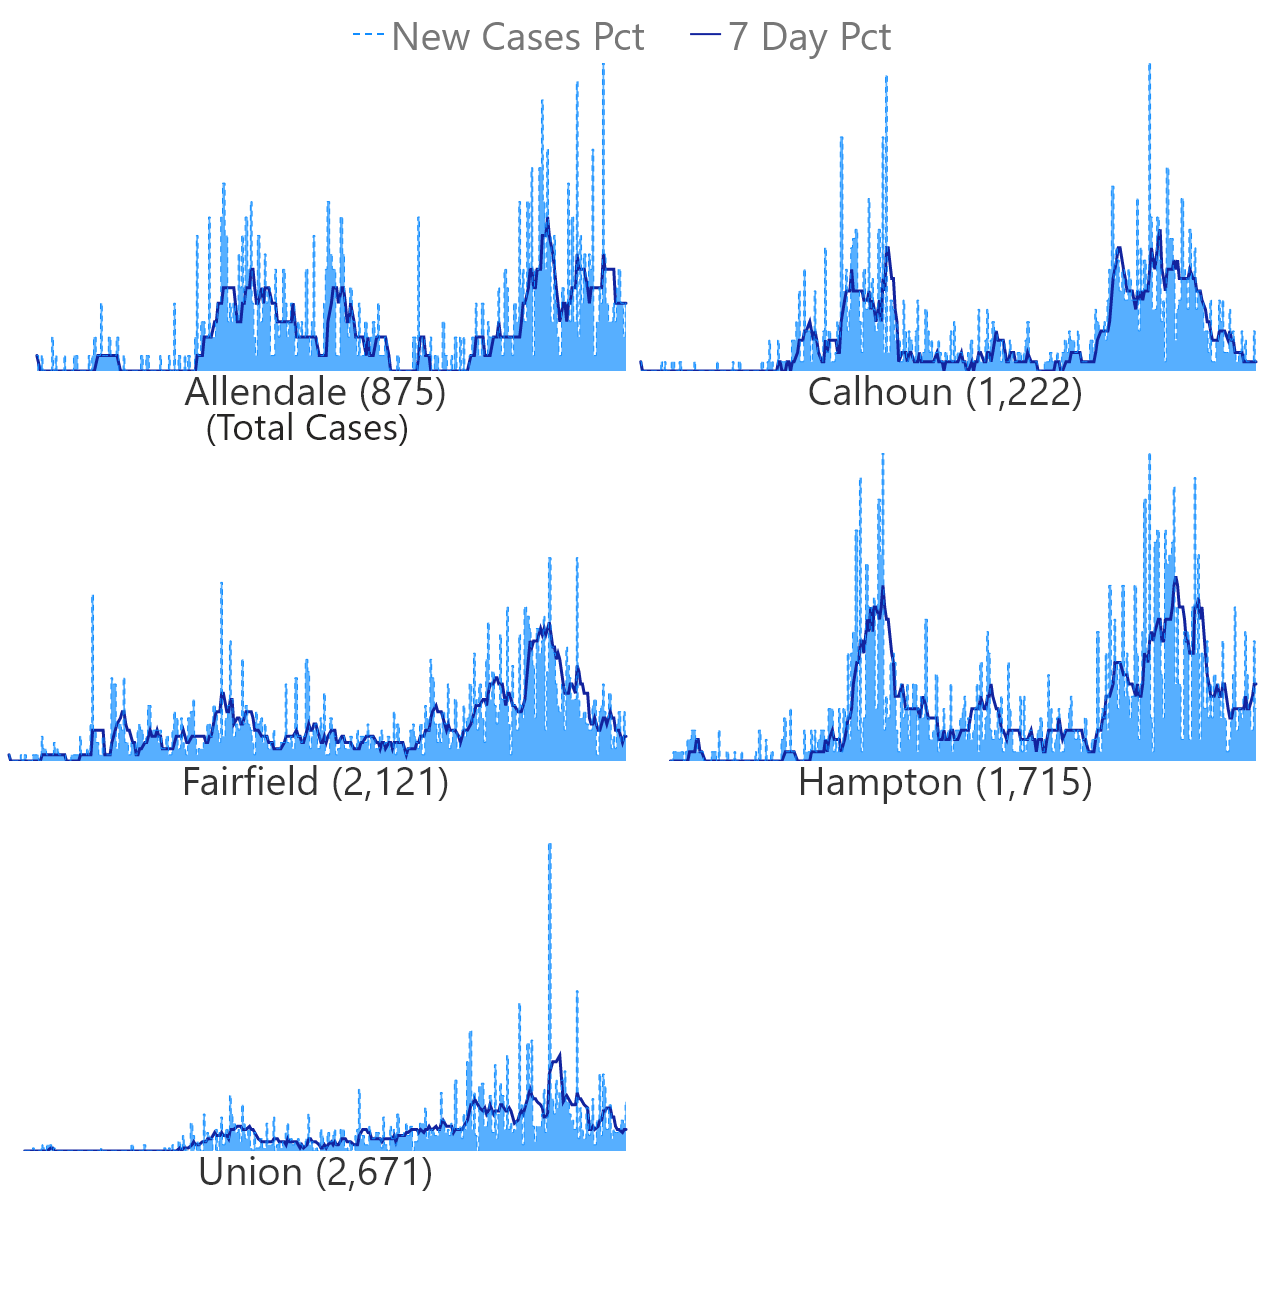 New Cases Pct 7 Day Pct
Allendale (875)
(Total Cases)
Calhoun (1,222)
Fairfield (2,121)
Hampton (1,715)
Union (2,671)